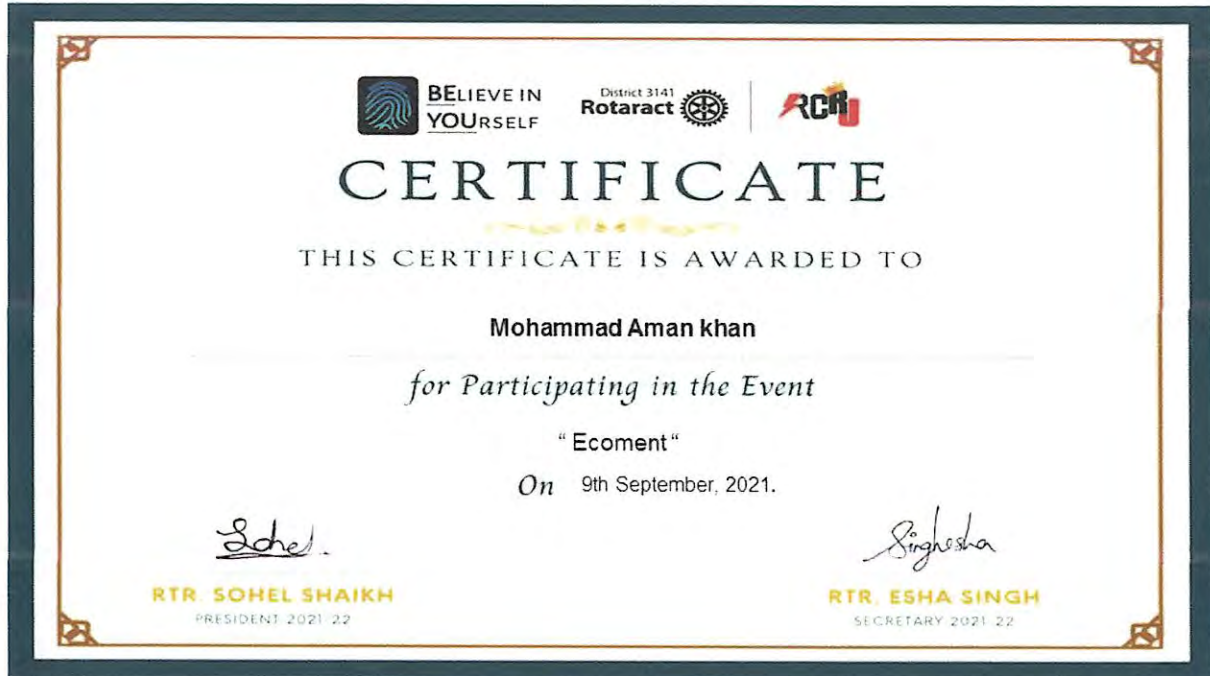 BELIEVE IN
YOURSELF
District 3141
Rotaract
RCRU
CERTIFICATE
THIS CERTIFICATE IS AWARDED TO
Mohammad Aman khan
for Participating in the Event
" Ecoment "
On 9th September, 2021.
Sohel.
Singhesha
RTR. SOHEL SHAIKH
PRESIDENT 2021-22
RTR. ESHA SINGH
SECRETARY 2021-22